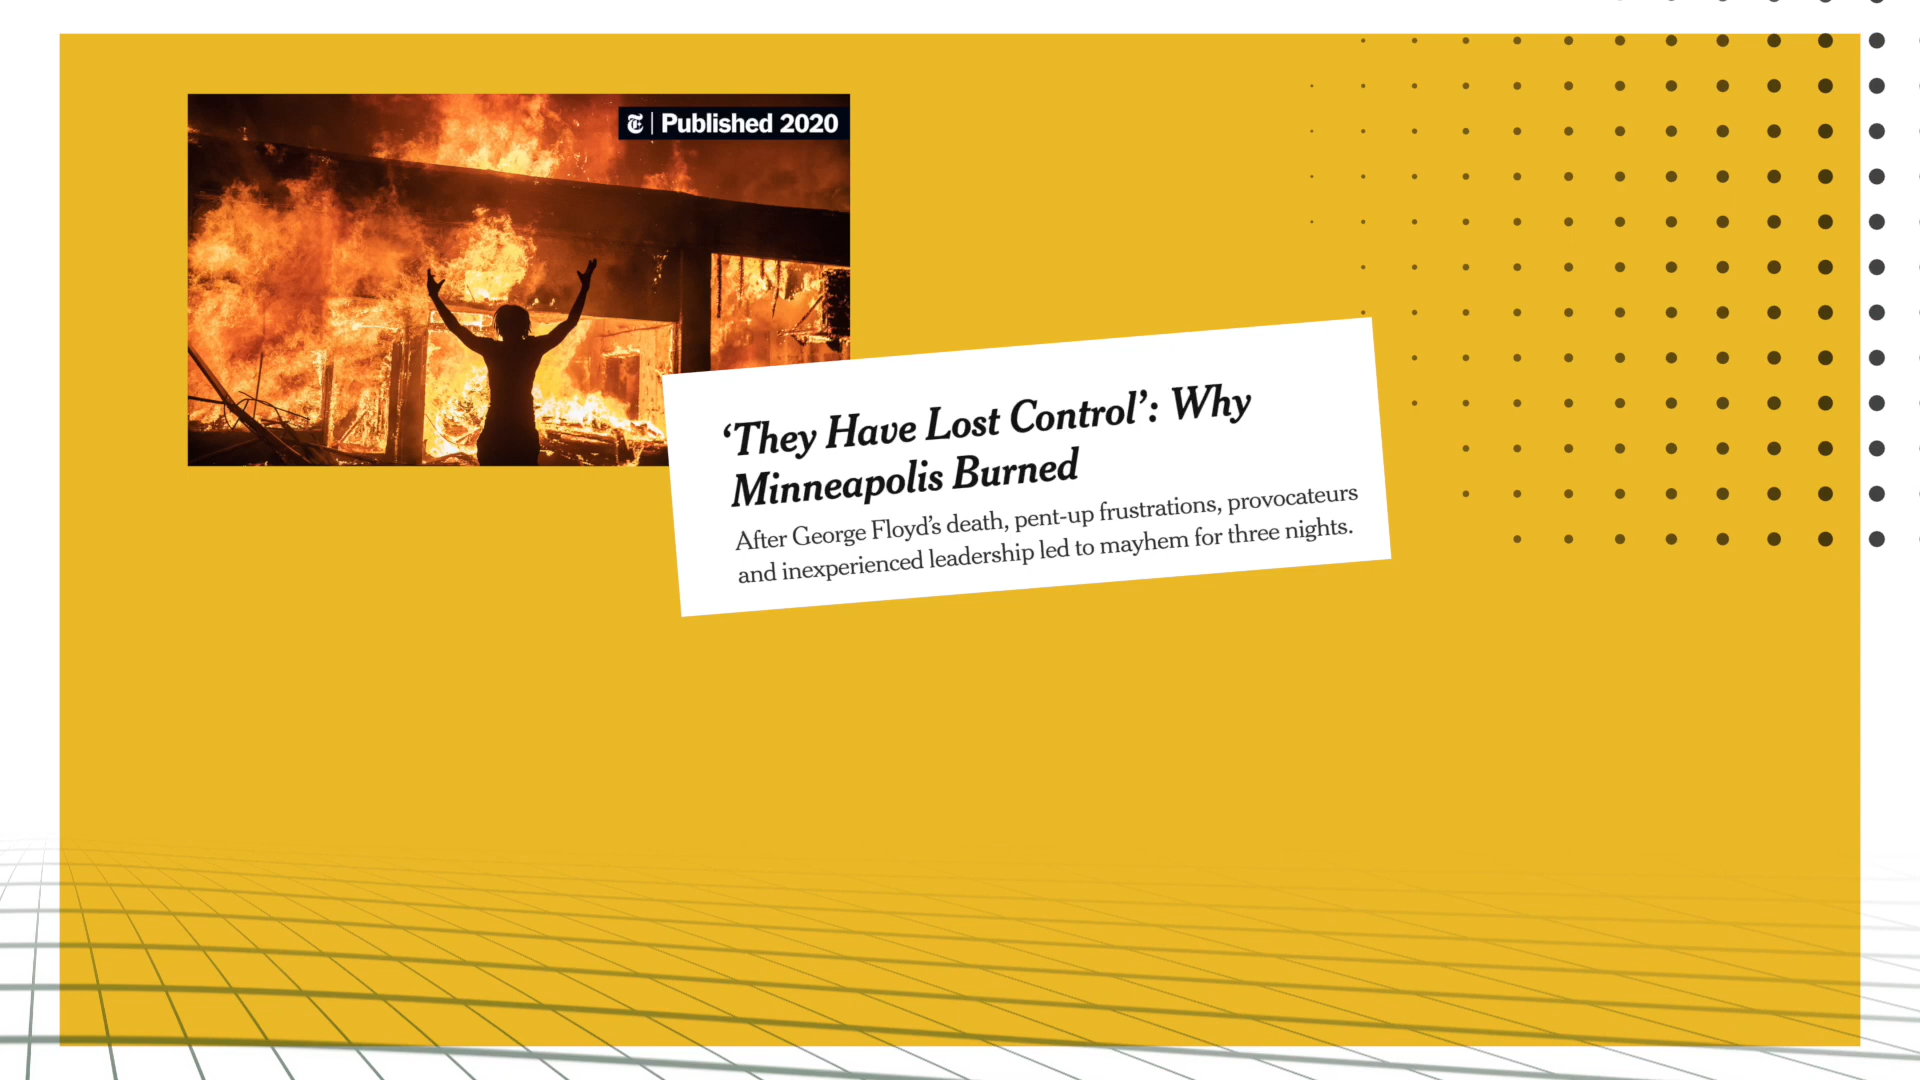 Published 2020
‘They Have Lost Control’: Why
Minneapolis Burned
After George Floyd’s death, pent-up frustrations, provocateurs
and inexperienced leadership led to mayhem for three nights.